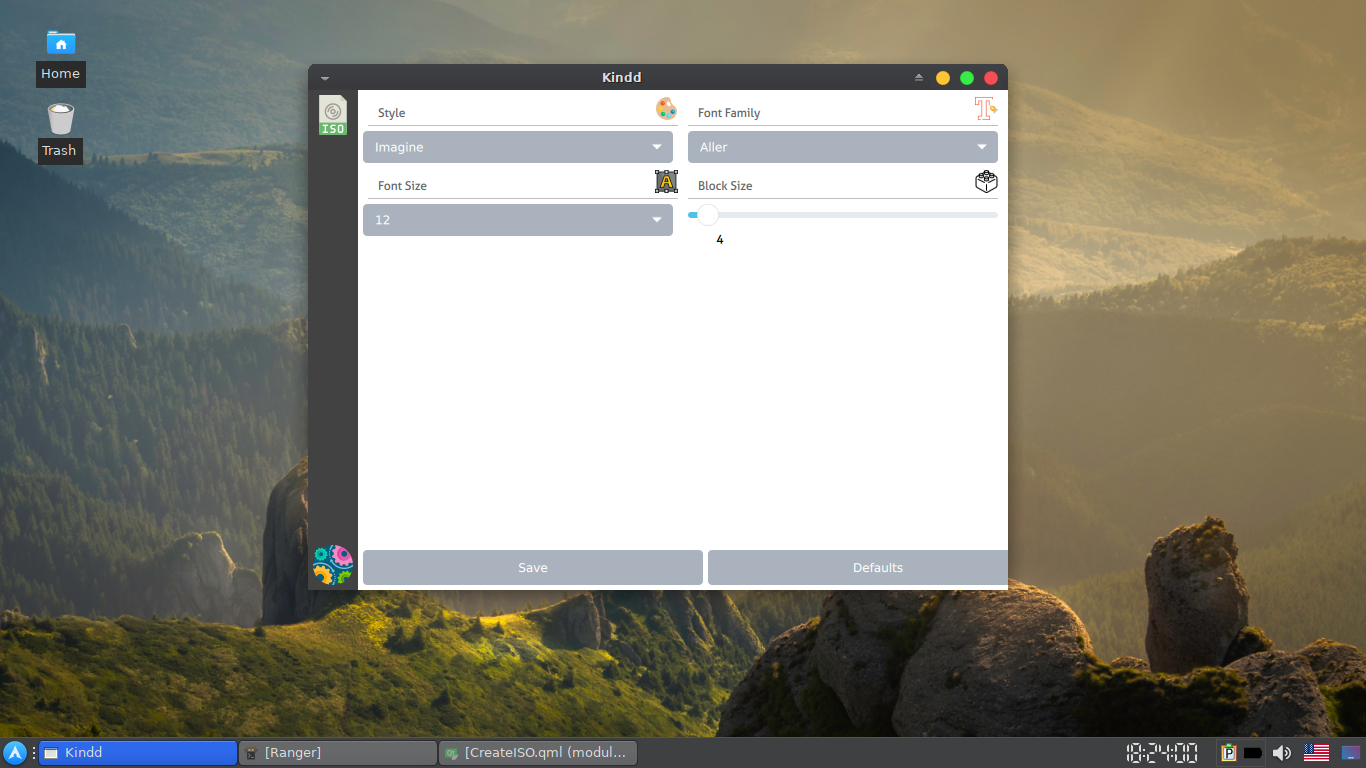 Home
Trash
Kindd
ISO
Style
Font Family
T
Imagine
Aller
Font Size
A
Block Size
12
4
Save
Defaults
Kindd
[Ranger]
[CreateISO.qml (modul...
18:24:00
P